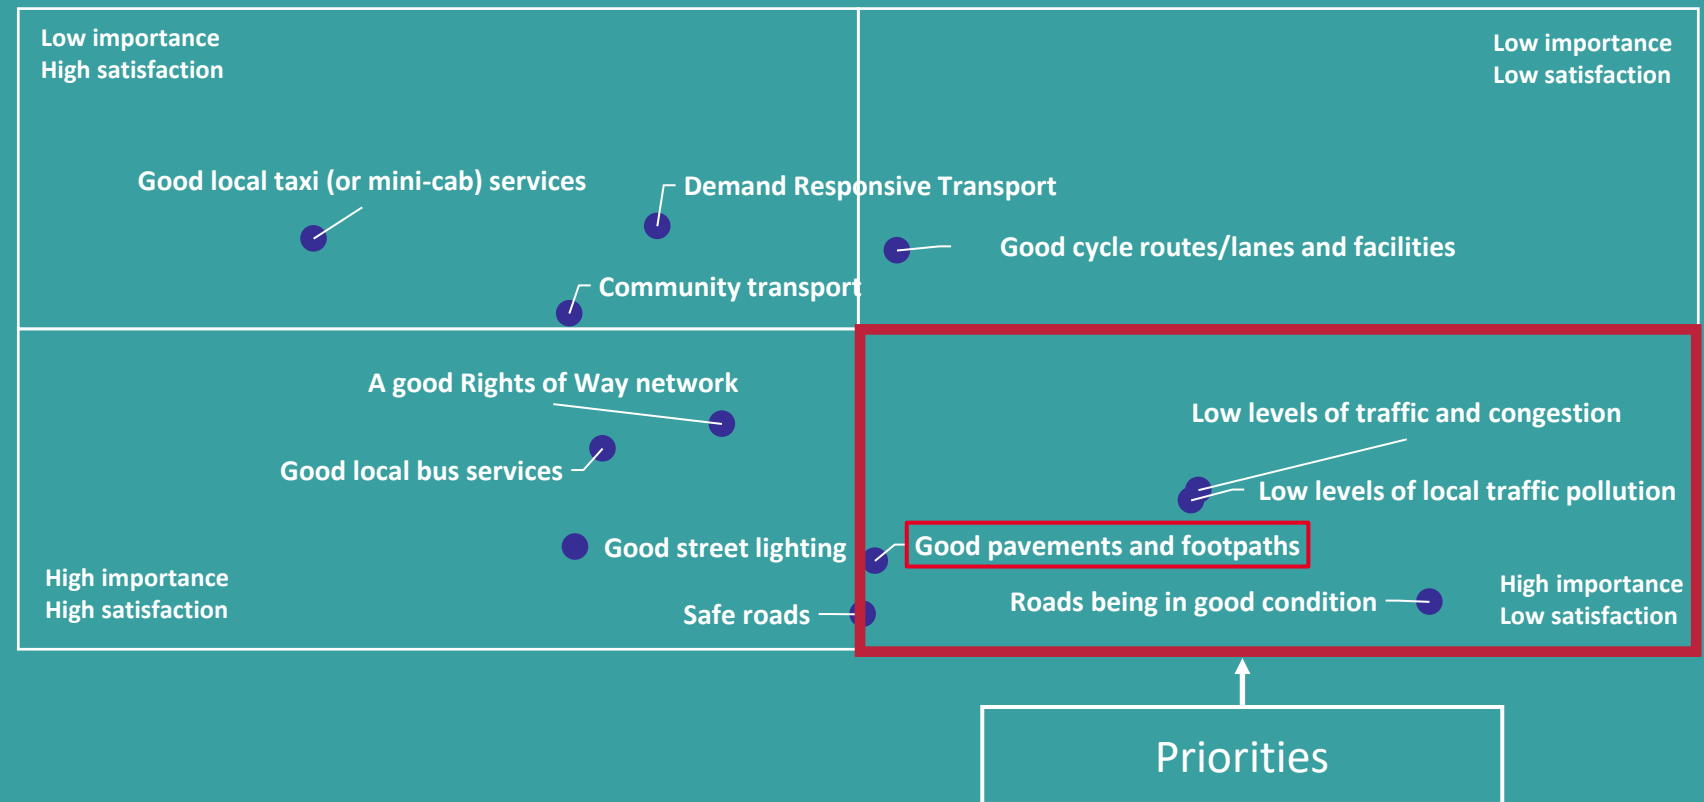 Low importance
High satisfaction
Low importance
Low satisfaction
Good local taxi (or mini-cab) services
Demand Responsive Transport
Good cycle routes/lanes and facilities
Community transport
A good Rights of Way network
Low levels of traffic and congestion
Good local bus services
Low levels of local traffic pollution
Good street lighting
Good pavements and footpaths
High importance
High satisfaction
Safe roads
Roads being in good condition
High importance
Low satisfaction
Priorities